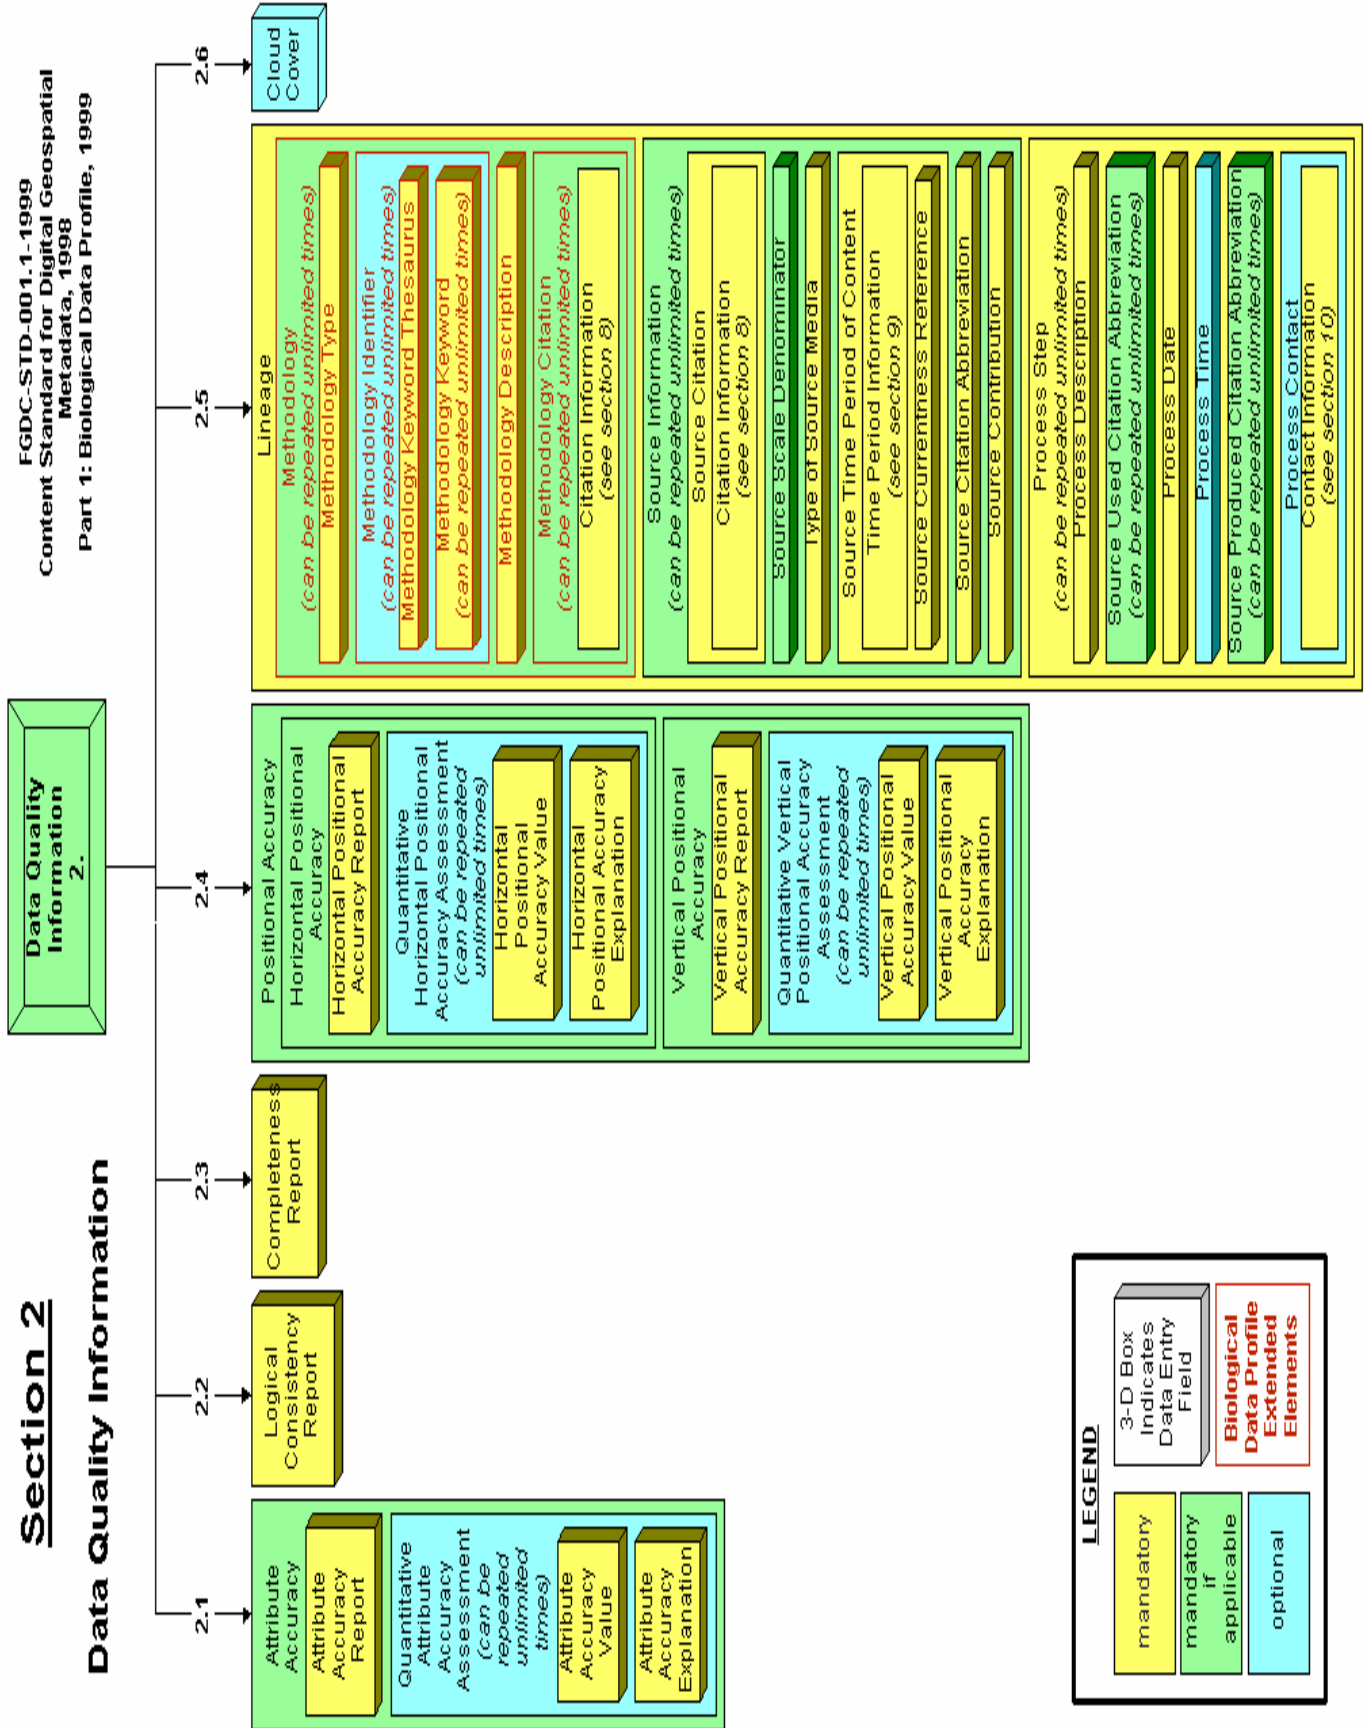 Section 2
Data Quality Information
FGDC-STD-001.1-1999
Content Standard for Digital Geospatial
Metadata, 1998
Part 1: Biological Data Profile, 1999
Data Quality
Information
2.
2.1
2.2
2.3
2.4
2.5
2.6
Attribute
Accuracy
Attribute
Accuracy
Report
Quantitative
Attribute
Accuracy
Assessment
(can be
repeated
unlimited
times)
Attribute
Accuracy
Value
Attribute
Accuracy
Explanation
Logical
Consistency
Report
Completeness
Report
Positional Accuracy
Horizontal Positional
Accuracy
Horizontal Positional
Accuracy Report
Quantitative
Horizontal Positional
Accuracy Assessment
(can be repeated
unlimited times)
Horizontal
Positional
Accuracy Value
Horizontal
Positional Accuracy
Explanation
Vertical Positional
Accuracy
Vertical Positional
Accuracy Report
Quantitative Vertical
Positional Accuracy
Assessment
(can be repeated
unlimited times)
Vertical Positional
Accuracy Value
Vertical Positional
Accuracy
Explanation
Lineage
Methodology
(can be repeated unlimited times)
Methodology Type
Methodology Identifier
(can be repeated unlimited times)
Methodology Keyword Thesaurus
Methodology Keyword
(can be repeated unlimited times)
Methodology Description
Methodology Citation
(can be repeated unlimited times)
Citation Information
(see section 8)
Source Information
(can be repeated unlimited times)
Source Citation
Citation Information
(see section 8)
Source Scale Denominator
Type of Source Media
Source Time Period of Content
Time Period Information
(see section 9)
Source Currentness Reference
Source Citation Abbreviation
Source Contribution
Process Step
(can be repeated unlimited times)
Process Description
Source Used Citation Abbreviation
(can be repeated unlimited times)
Process Date
Process Time
Source Produced Citation Abbreviation
(can be repeated unlimited times)
Process Contact
Contact Information
(see section 10)
Cloud
Cover
LEGEND
mandatory
mandatory
if
applicable
optional
3-D Box
Indicates
Data Entry
Field
Biological
Data Profile
Extended
Elements